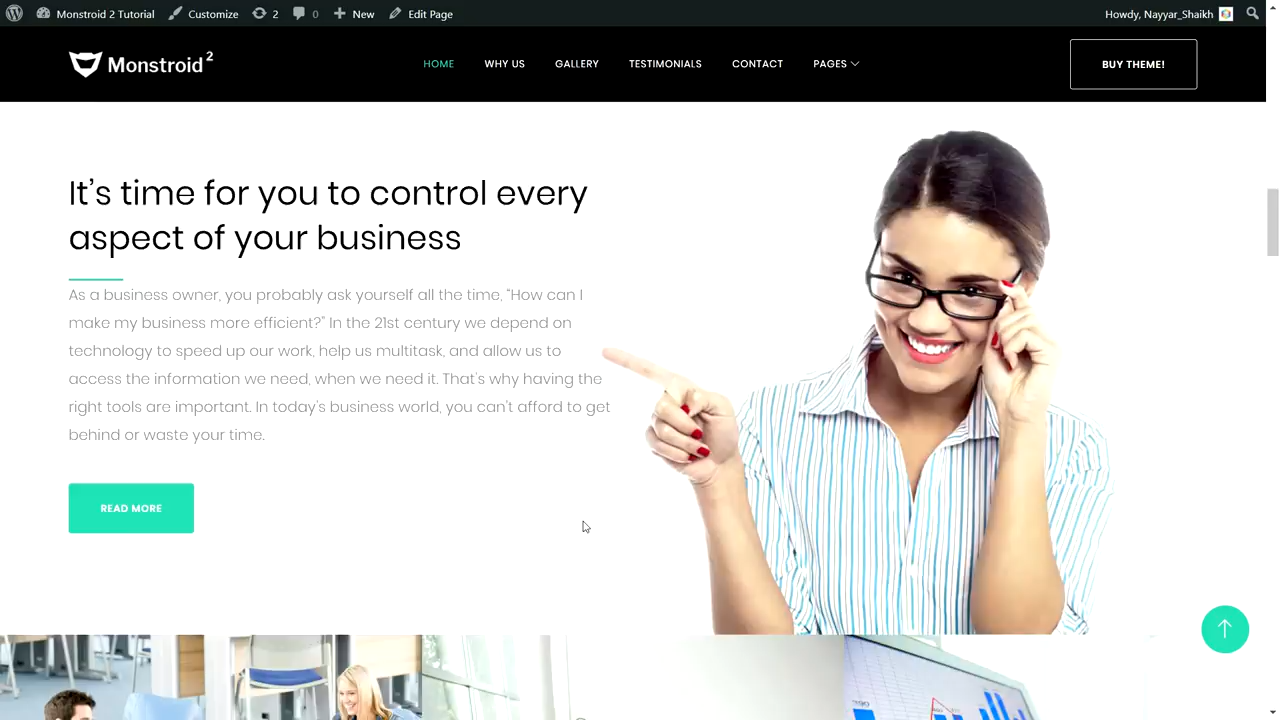 Monstroid 2 Tutorial Customize 2 0 New Edit Page Howdy, Nayyar_Shaikh
Monstroid 2 HOME WHY US GALLERY TESTIMONIALS CONTACT PAGES BUY THEME!
It's time for you to control every
aspect of your business
As a business owner, you probably ask yourself all the time, "How can I
make my business more efficient?" In the 21st century we depend on
technology to speed up our work, help us multitask, and allow us to
access the information we need, when we need it. That's why having the
right tools are important. In today's business world, you can't afford to get
behind or waste your time.
READ MORE